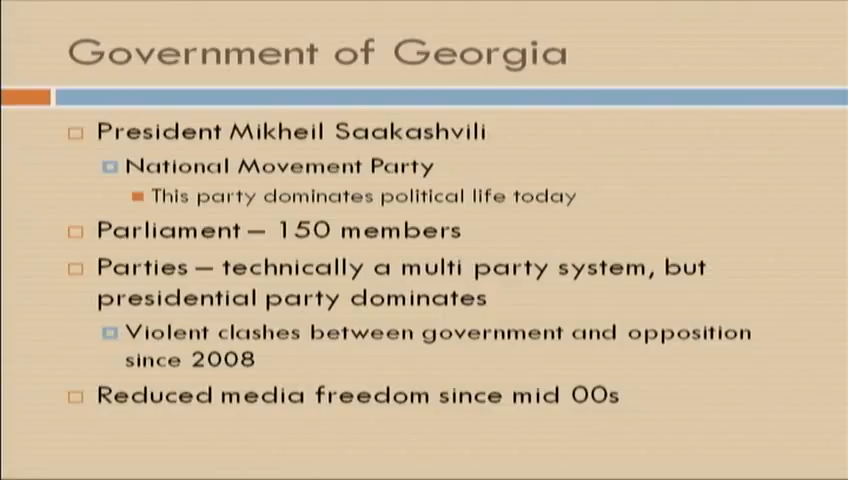 Government of Georgia
President Mikheil Saakashvili
National Movement Party
This party dominates political life today
Parliament – 150 members
Parties – technically a multi party system, but
presidential party dominates
Violent clashes between government and opposition
since 2008
Reduced media freedom since mid 00s